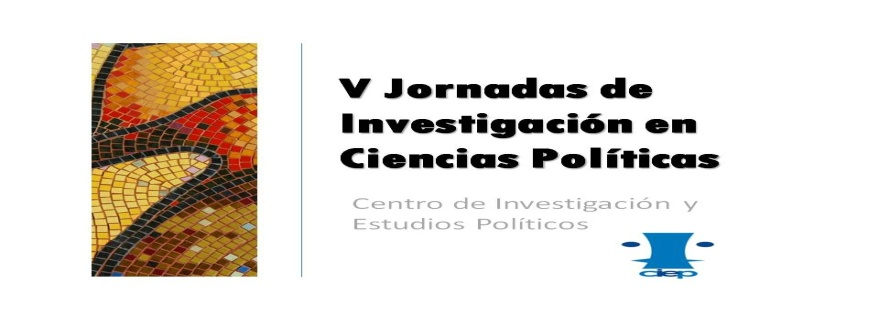 V Jornadas de
Investigación en
Ciencias Políticas
Centro de Investigación y
Estudios Políticos
ciep